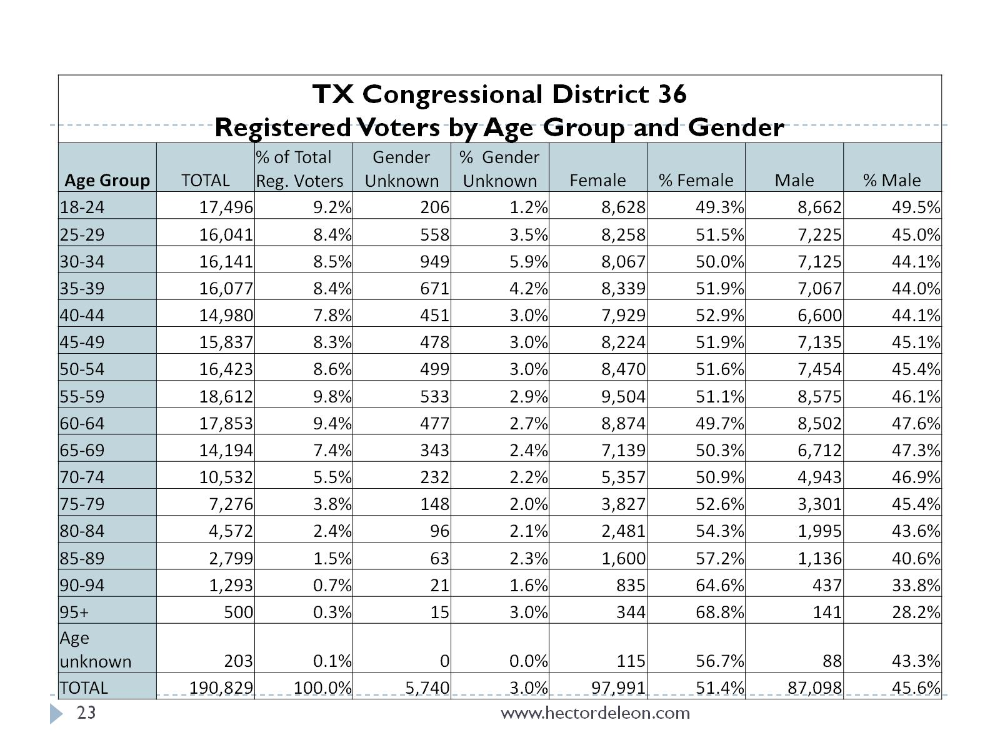 TX Congressional District 36
Registered Voters by Age Group and Gender
Age Group TOTAL % of Total Reg. Voters Gender Unknown % Gender Unknown Female % Female Male % Male
18-24 17,496 9.2% 206 1.2% 8,628 49.3% 8,662 49.5%
25-29 16,041 8.4% 558 3.5% 8,258 51.5% 7,225 45.0%
30-34 16,141 8.5% 949 5.9% 8,067 50.0% 7,125 44.1%
35-39 16,077 8.4% 671 4.2% 8,339 51.9% 7,067 44.0%
40-44 14,980 7.8% 451 3.0% 7,929 52.9% 6,600 44.1%
45-49 15,837 8.3% 478 3.0% 8,224 51.9% 7,135 45.1%
50-54 16,423 8.6% 499 3.0% 8,470 51.6% 7,454 45.4%
55-59 18,612 9.8% 533 2.9% 9,504 51.1% 8,575 46.1%
60-64 17,853 9.4% 477 2.7% 8,874 49.7% 8,502 47.6%
65-69 14,194 7.4% 343 2.4% 7,139 50.3% 6,712 47.3%
70-74 10,532 5.5% 232 2.2% 5,357 50.9% 4,943 46.9%
75-79 7,276 3.8% 148 2.0% 3,827 52.6% 3,301 45.4%
80-84 4,572 2.4% 96 2.1% 2,481 54.3% 1,995 43.6%
85-89 2,799 1.5% 63 2.3% 1,600 57.2% 1,136 40.6%
90-94 1,293 0.7% 21 1.6% 835 64.6% 437 33.8%
95+ 500 0.3% 15 3.0% 344 68.8% 141 28.2%
Age unknown 203 0.1% 0 0.0% 115 56.7% 88 43.3%
TOTAL 190,829 100.0% 5,740 3.0% 97,991 51.4% 87,098 45.6%
23 www.hectordeleon.com